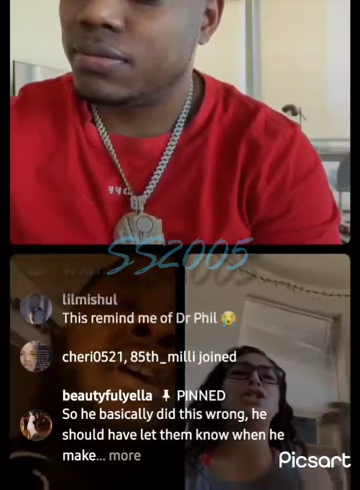 SS2005
lilmishul
This remind me of Dr Phil 😭
cheri0521, 85th_milli joined
beautyfulyella 📌 PINNED
So he basically did this wrong, he
should have let them know when he
make... more
Picsart